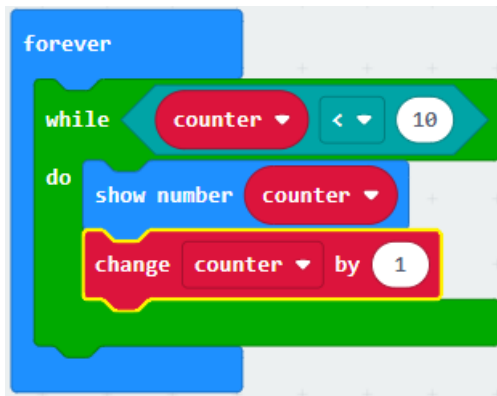 forever
while counter < 10
do
show number counter
change counter by 1